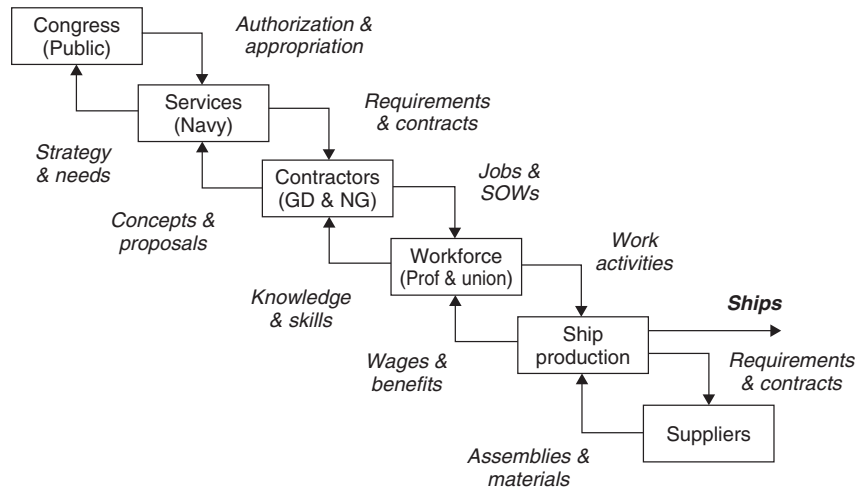 Congress
(Public)
Authorization &
appropriation
Services
(Navy)
Requirements
& contracts
Strategy
& needs
Contractors
(GD & NG)
Jobs &
SOWs
Concepts &
proposals
Workforce
(Prof & union)
Work
activities
Knowledge
& skills
Ships
Ship
production
Wages &
benefits
Requirements
& contracts
Suppliers
Assemblies &
materials